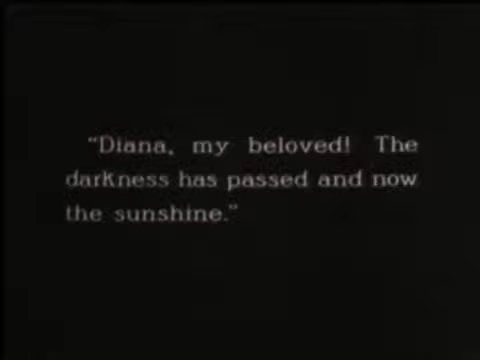 "Diana, my beloved! The
darkness has passed and now
the sunshine."